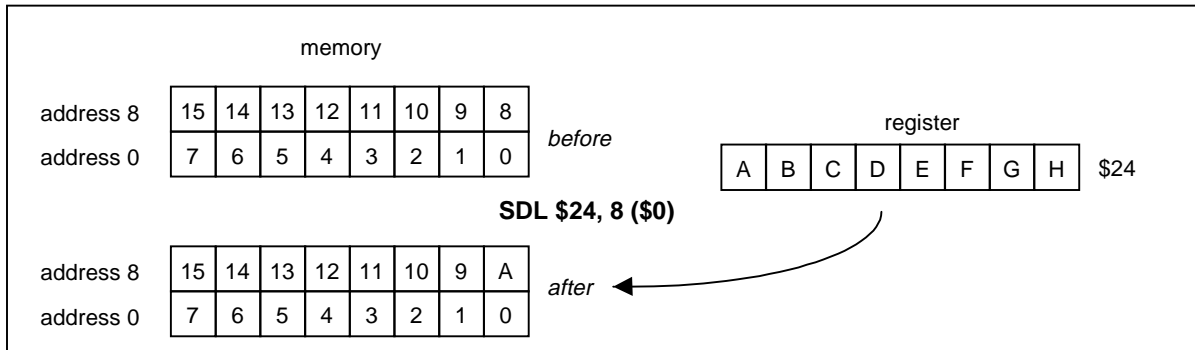 memory
address 8 15 14 13 12 11 10 9 8
address 0 7 6 5 4 3 2 1 0
before
register
A B C D E F G H $24
SDL $24, 8 ($0)
address 8 15 14 13 12 11 10 9 A
address 0 7 6 5 4 3 2 1 0
after